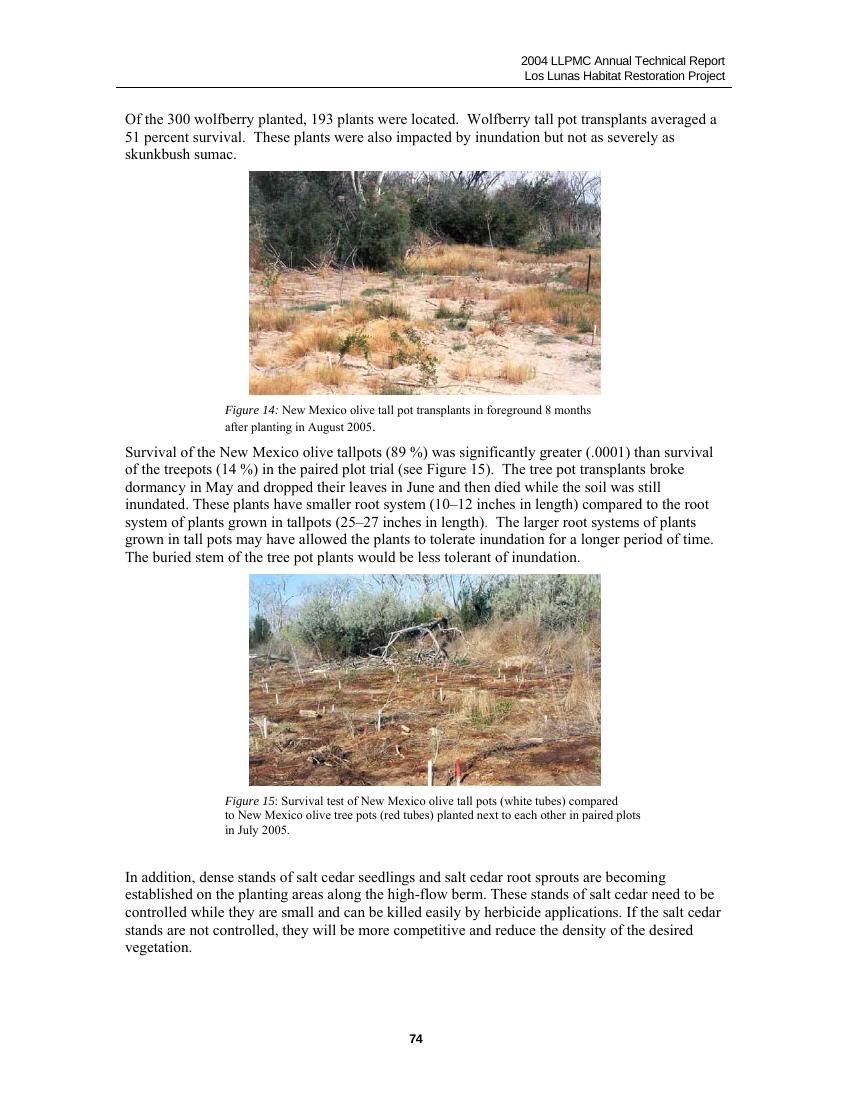 2004 LLPMC Annual Technical Report
Los Lunas Habitat Restoration Project
Of the 300 wolfberry planted, 193 plants were located.  Wolfberry tall pot transplants averaged a
51 percent survival.  These plants were also impacted by inundation but not as severely as
skunkbush sumac.
Figure 14: New Mexico olive tall pot transplants in foreground 8 months
after planting in August 2005.
Survival of the New Mexico olive tallpots (89 %) was significantly greater (.0001) than survival
of the treepots (14 %) in the paired plot trial (see Figure 15).  The tree pot transplants broke
dormancy in May and dropped their leaves in June and then died while the soil was still
inundated. These plants have smaller root system (10–12 inches in length) compared to the root
system of plants grown in tallpots (25–27 inches in length).  The larger root systems of plants
grown in tall pots may have allowed the plants to tolerate inundation for a longer period of time.
The buried stem of the tree pot plants would be less tolerant of inundation.
Figure 15: Survival test of New Mexico olive tall pots (white tubes) compared
to New Mexico olive tree pots (red tubes) planted next to each other in paired plots
in July 2005.
In addition, dense stands of salt cedar seedlings and salt cedar root sprouts are becoming
established on the planting areas along the high-flow berm. These stands of salt cedar need to be
controlled while they are small and can be killed easily by herbicide applications. If the salt cedar
stands are not controlled, they will be more competitive and reduce the density of the desired
vegetation.
74